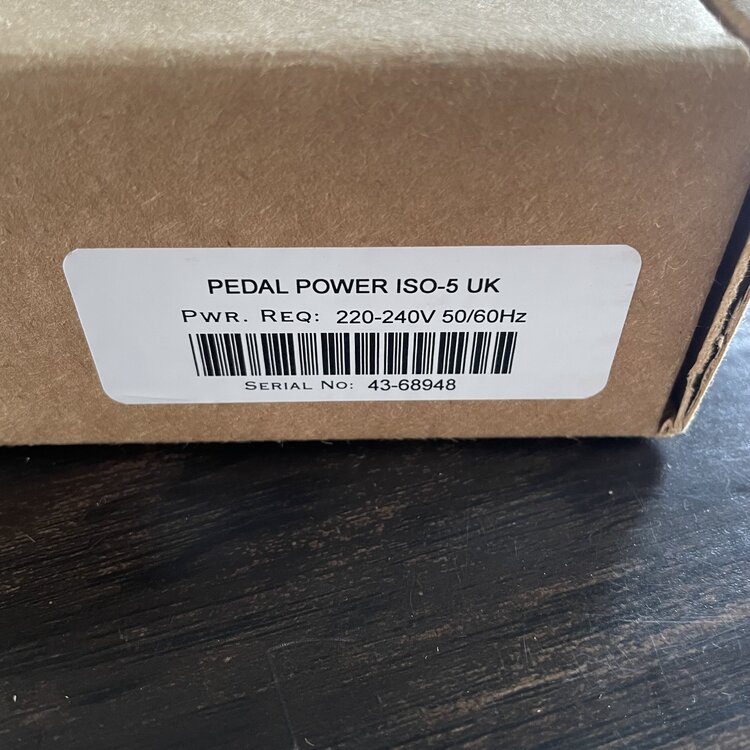 PEDAL POWER ISO-5 UK
PWR. REQ: 220-240V 50/60Hz
SERIAL NO: 43-68948